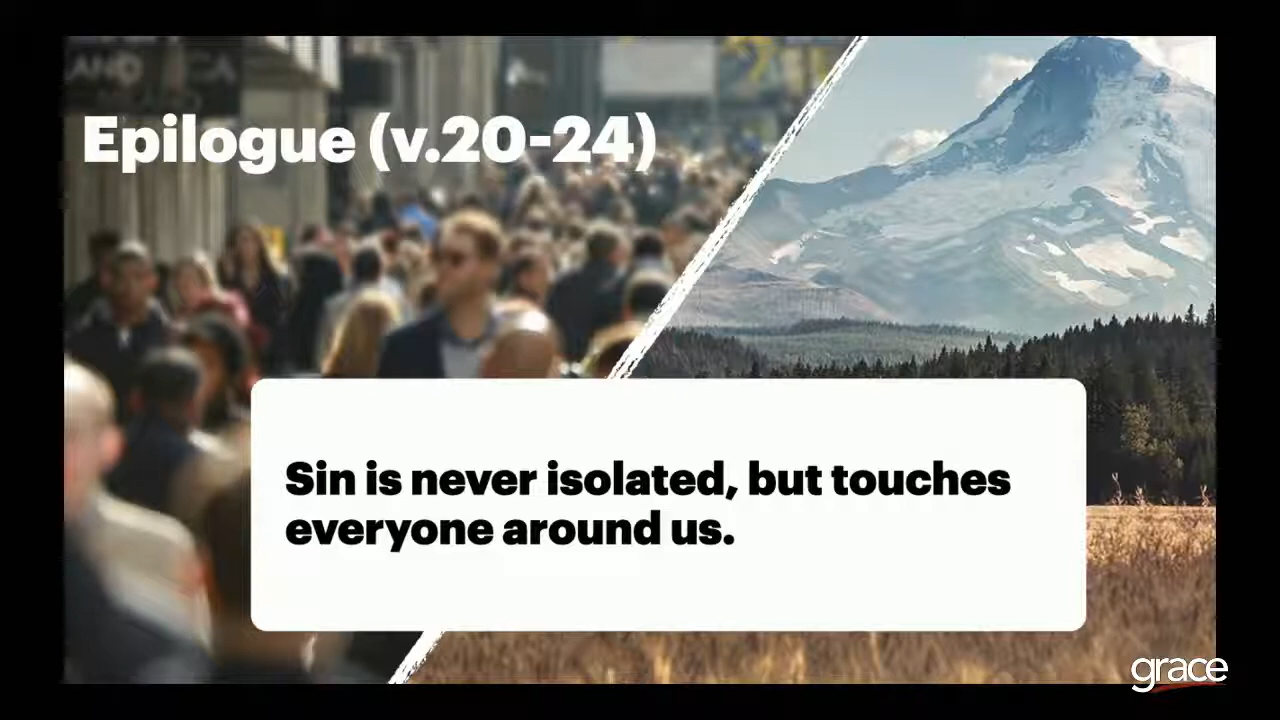 Epilogue (v.20-24)
Sin is never isolated, but touches
everyone around us.
grace